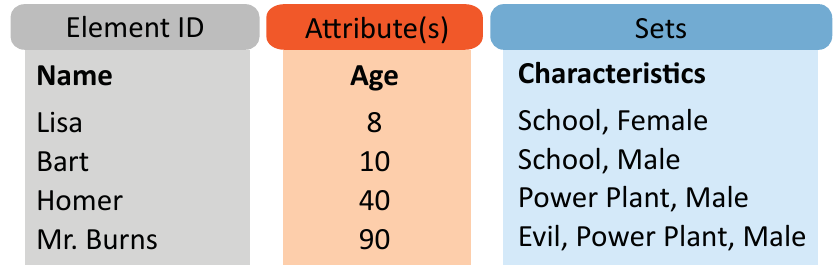 Element ID Attribute(s) Sets
Name Age Characteristics
Lisa 8 School, Female
Bart 10 School, Male
Homer 40 Power Plant, Male
Mr. Burns 90 Evil, Power Plant, Male